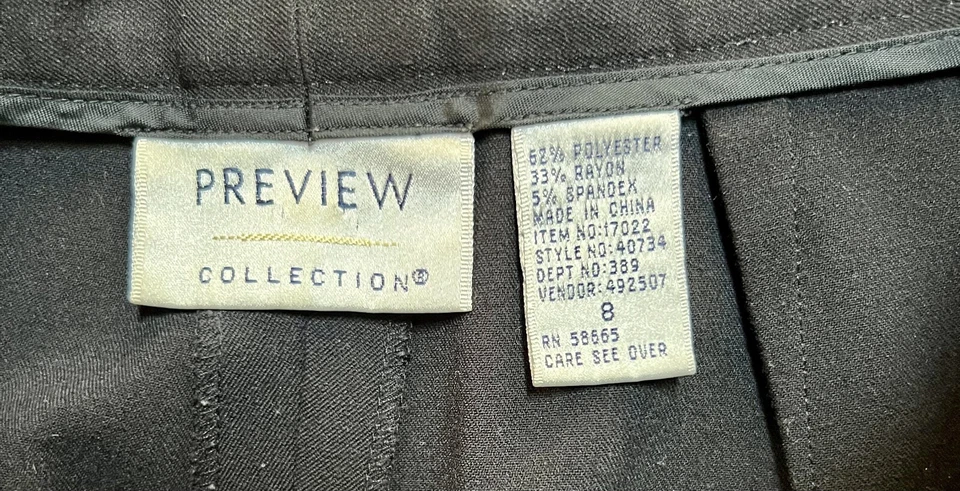 PREVIEW
COLLECTION®
62% POLYESTER
33% RAYON
5% SPANDEX
MADE IN CHINA
ITEM NO:17022
STYLE NO:40734
DEPT NO:389
VENDOR:492507
8
RN 58665
CARE SEE OVER